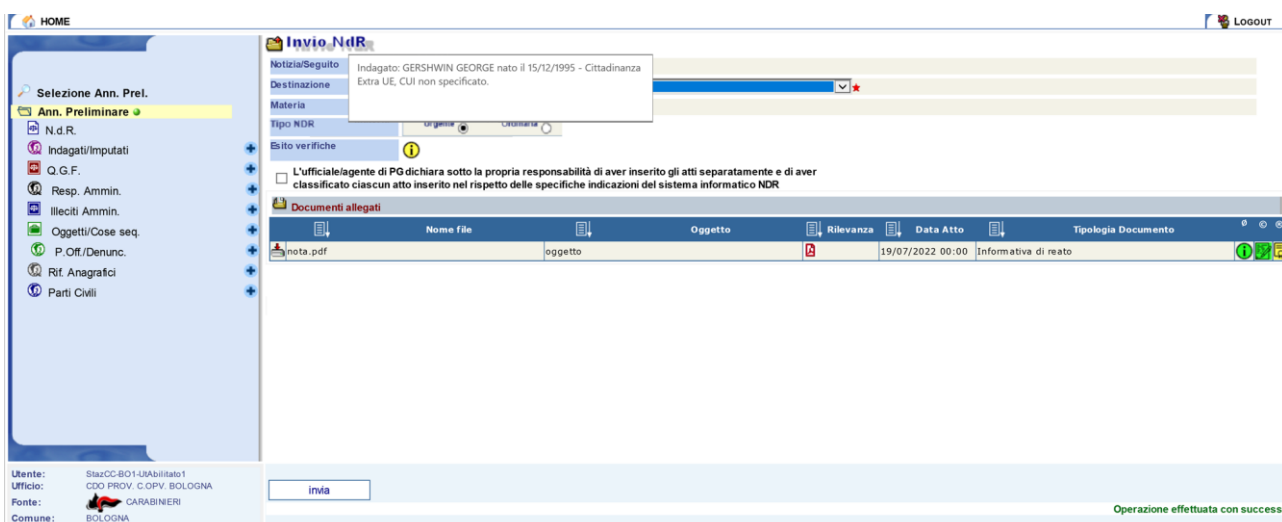 HOME
LOGOUT
Invio NdR
Notizia/Seguito
Indagato: GERSHWIN GEORGE nato il 15/12/1995 - Cittadinanza
Extra UE, CUI non specificato.
Destinazione
Materia
Tipo NDR
Urgente
Ordinaria
Esito verifiche
L'ufficiale/agente di PG dichiara sotto la propria responsabilità di aver inserito gli atti separatamente e di aver
classificato ciascun atto inserito nel rispetto delle specifiche indicazioni del sistema informatico NDR
Selezione Ann. Prel.
Ann. Preliminare
N.d.R.
Indagati/Imputati
Q.G.F.
Resp. Ammin.
Illeciti Ammin.
Oggetti/Cose seq.
P.Off./Denunc.
Rif. Anagrafici
Parti Civili
Documenti allegati
Nome file Oggetto Rilevanza Data Atto Tipologia Documento
nota.pdf oggetto 19/07/2022 00:00 Informativa di reato
Utente: StazCC-BO1-UtAbilitato1
Ufficio: CDO PROV. C.OPV. BOLOGNA
Fonte: CARABINIERI
Comune: BOLOGNA
invia
Operazione effettuata con success